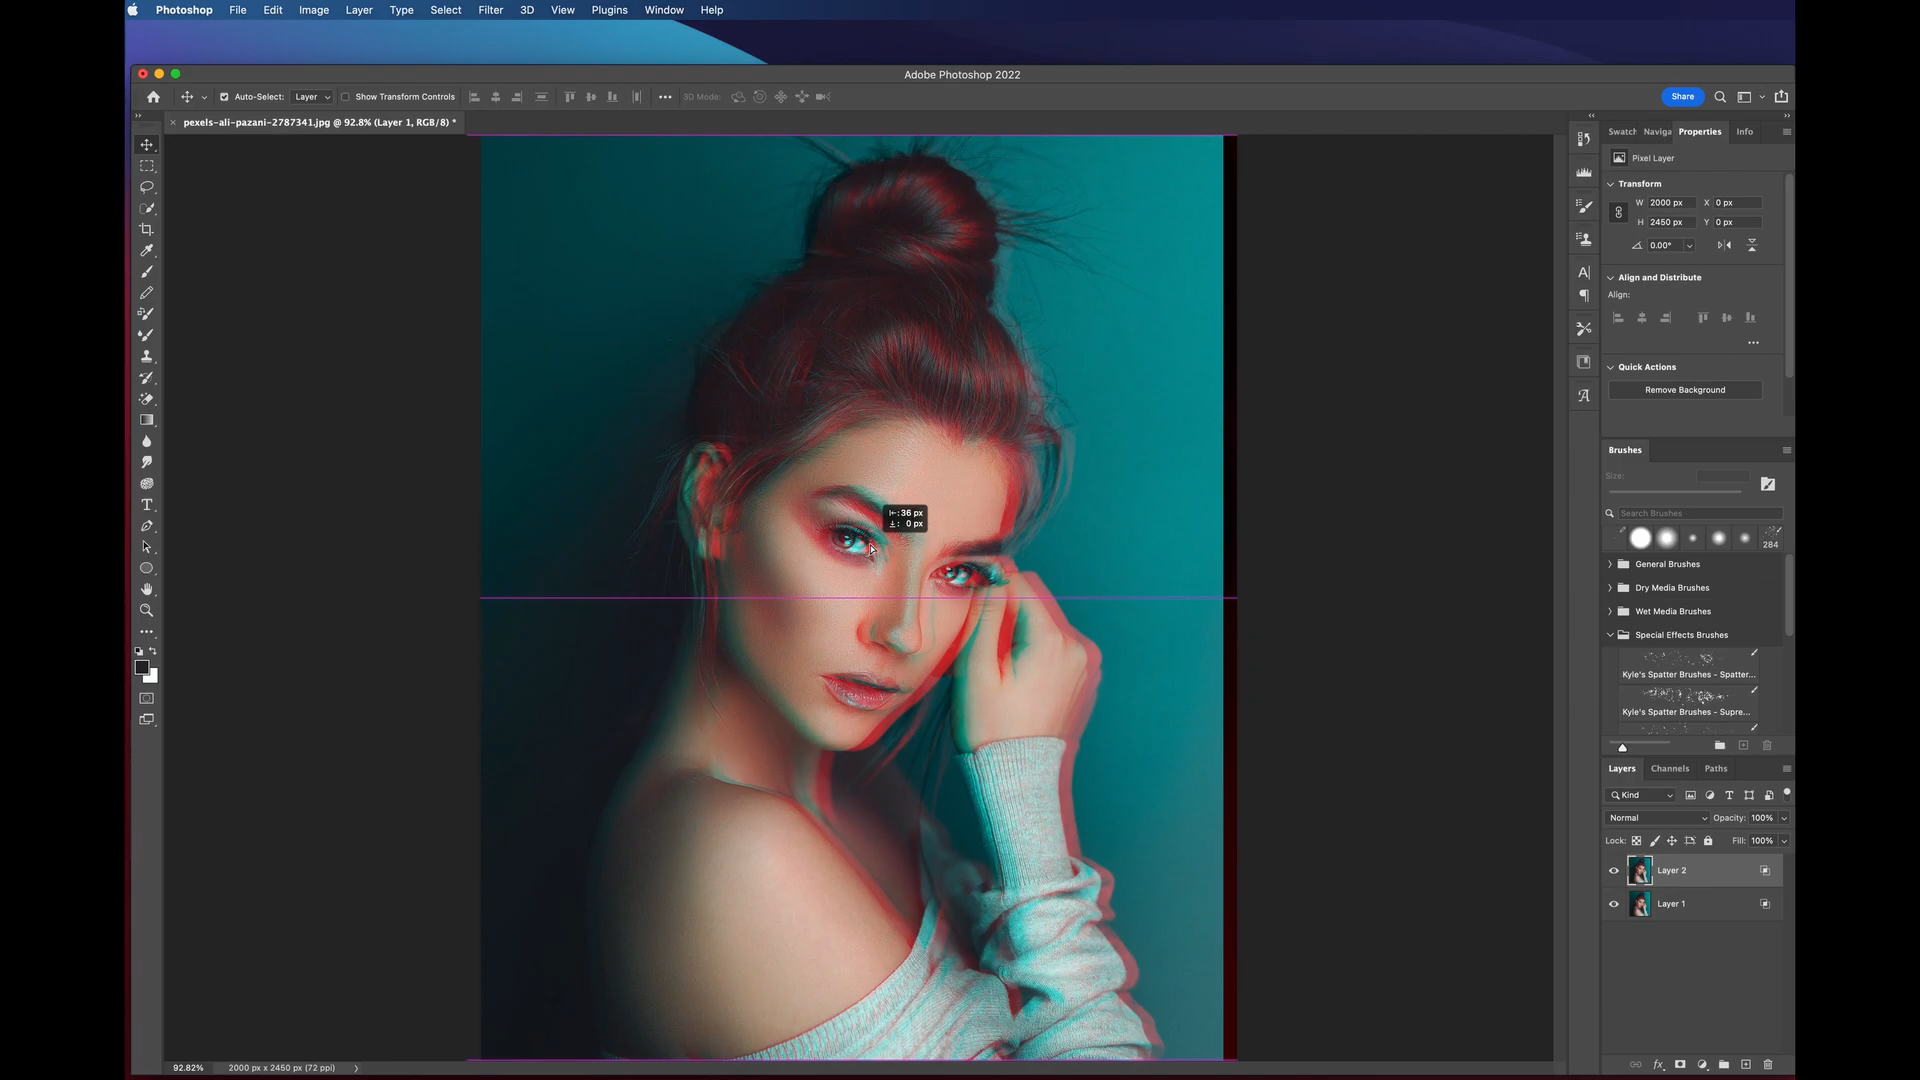 Photoshop File Edit Image Layer Type Select Filter 3D View Plugins Window Help
Adobe Photoshop 2022
Auto-Select: Layer Show Transform Controls 3D Mode: Share
pexels-ali-pazani-2787341.jpg @ 92.8% (Layer 1, RGB/8) *
Swatch Naviga Properties Info
Pixel Layer
Transform
W 2000 px X 0 px
H 2450 px Y 0 px
0.00°
Align and Distribute
Align:
Quick Actions
Remove Background
Brushes
Size:
Search Brushes
284
General Brushes
Dry Media Brushes
Wet Media Brushes
Special Effects Brushes
Kyle's Spatter Brushes - Spatter...
Kyle's Spatter Brushes - Supre...
36 px
0 px
Layers Channels Paths
Kind
Normal Opacity: 100%
Lock: Fill: 100%
Layer 2
Layer 1
fx
92.82% 2000 px x 2450 px (72 ppi)